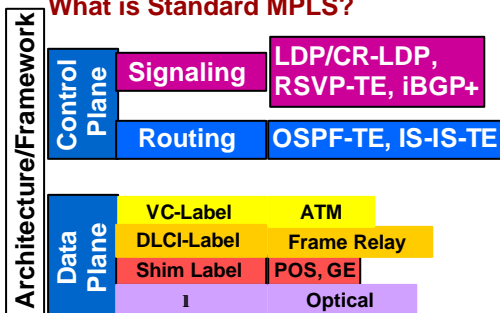 What is Standard MPLS?
Architecture/Framework
Control
Plane
Signaling
LDP/CR-LDP,
RSVP-TE, iBGP+
Routing
OSPF-TE, IS-IS-TE
Data
Plane
VC-Label
ATM
DLCI-Label
Frame Relay
Shim Label
POS, GE
l
Optical